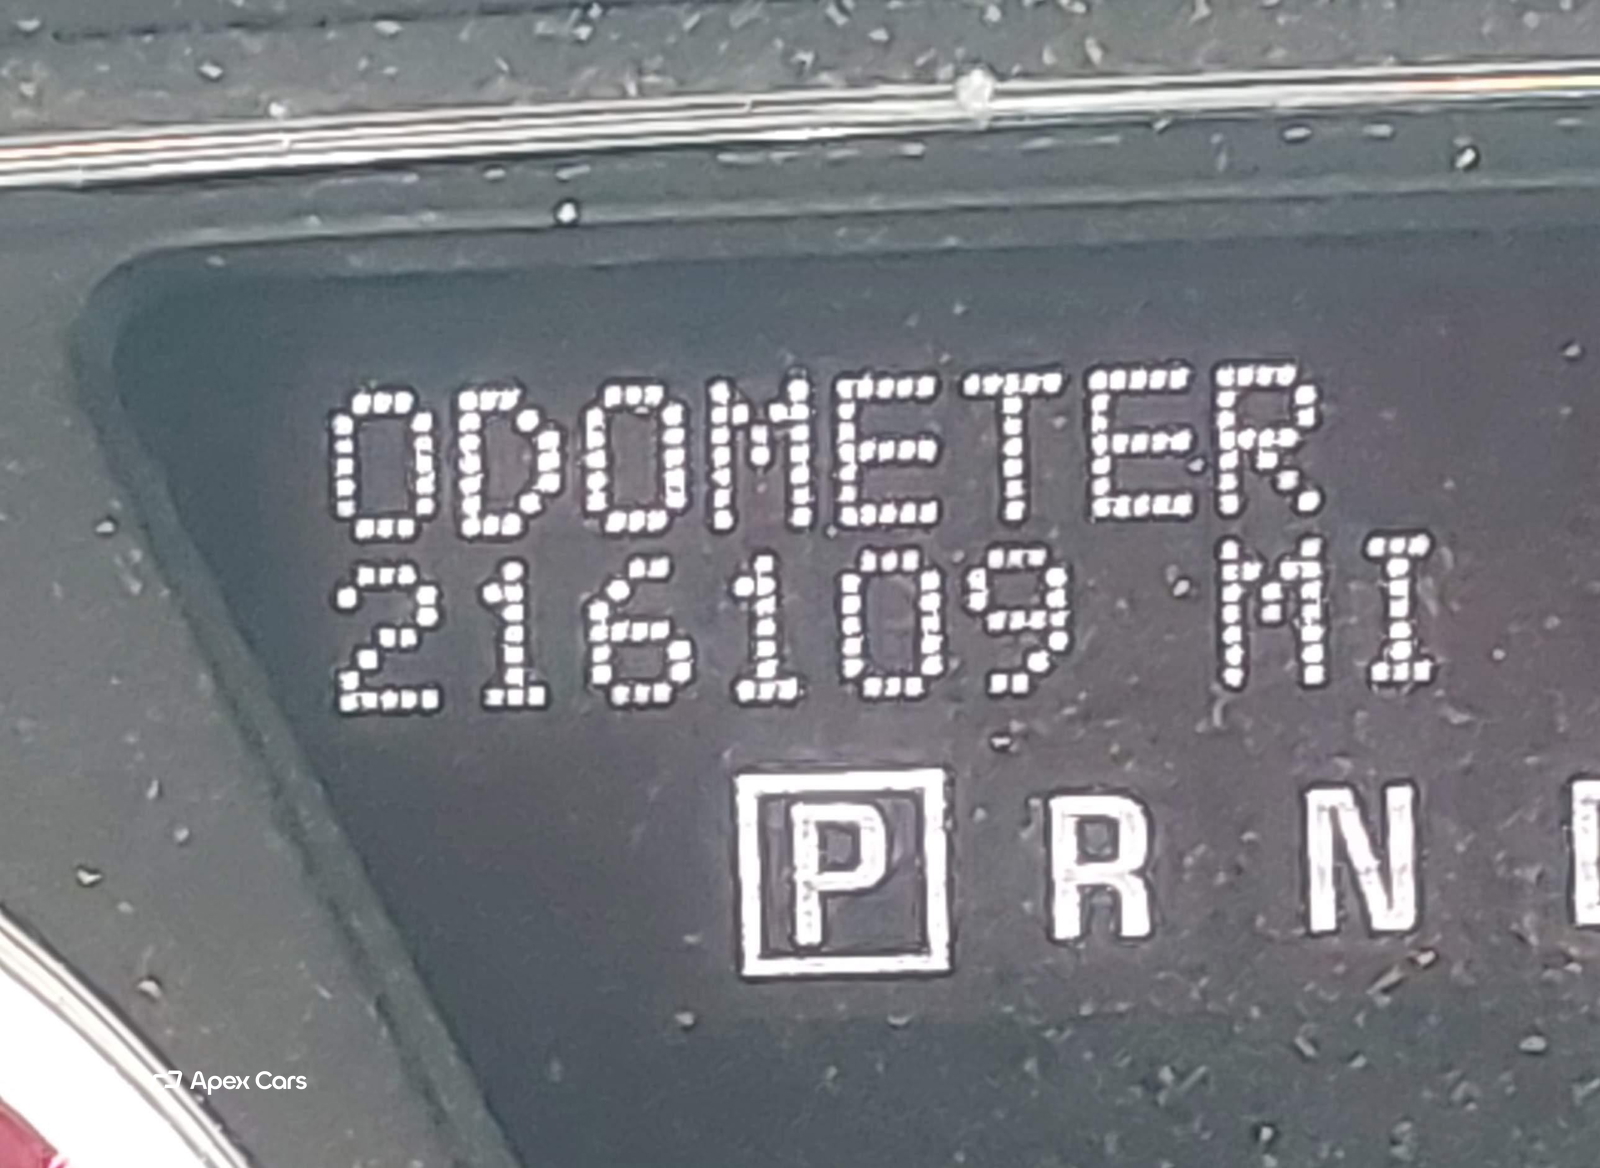 ODOMETER
216109 MI
P R N
Apex Cars